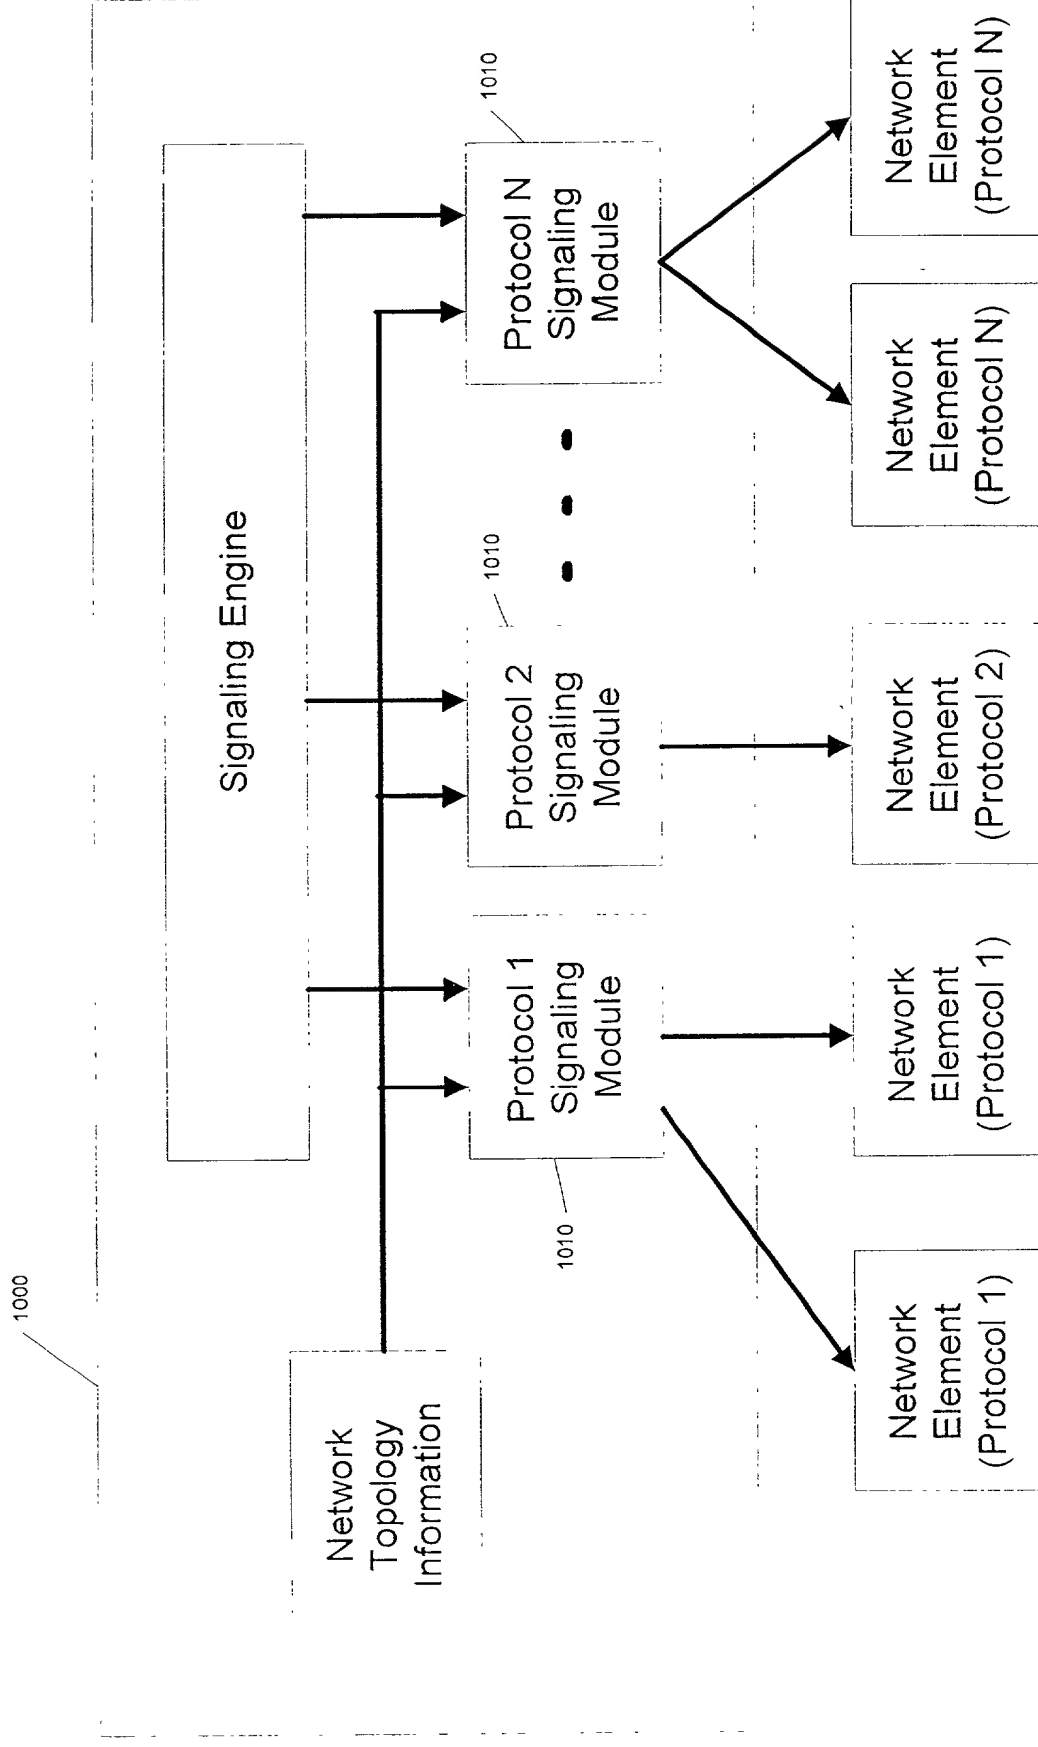 1000
Signaling Engine
Network
Topology
Information
1010
Protocol 1
Signaling
Module
1010
Protocol 2
Signaling
Module
1010
Protocol N
Signaling
Module
Network
Element
(Protocol 1)
Network
Element
(Protocol 1)
Network
Element
(Protocol 2)
Network
Element
(Protocol N)
Network
Element
(Protocol N)